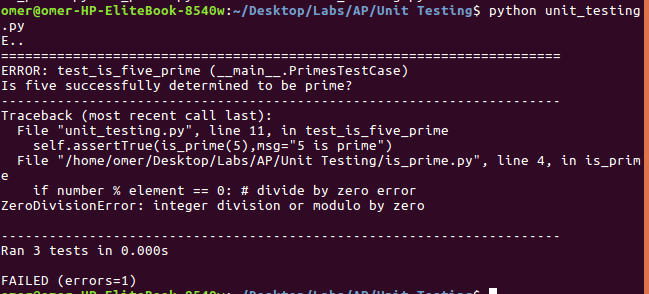 omer@omer-HP-EliteBook-8540w:~/Desktop/Labs/AP/Unit Testing$ python unit_testing
.py
E..
======================================================================
ERROR: test_is_five_prime (__main__.PrimesTestCase)
Is five successfully determined to be prime?
----------------------------------------------------------------------
Traceback (most recent call last):
  File "unit_testing.py", line 11, in test_is_five_prime
    self.assertTrue(is_prime(5),msg="5 is prime")
  File "/home/omer/Desktop/Labs/AP/Unit Testing/is_prime.py", line 4, in is_prim
e
    if number % element == 0: # divide by zero error
ZeroDivisionError: integer division or modulo by zero
----------------------------------------------------------------------
Ran 3 tests in 0.000s
FAILED (errors=1)
omer@omer-HP-EliteBook-8540w:~/Desktop/Labs/AP/Unit Testing$